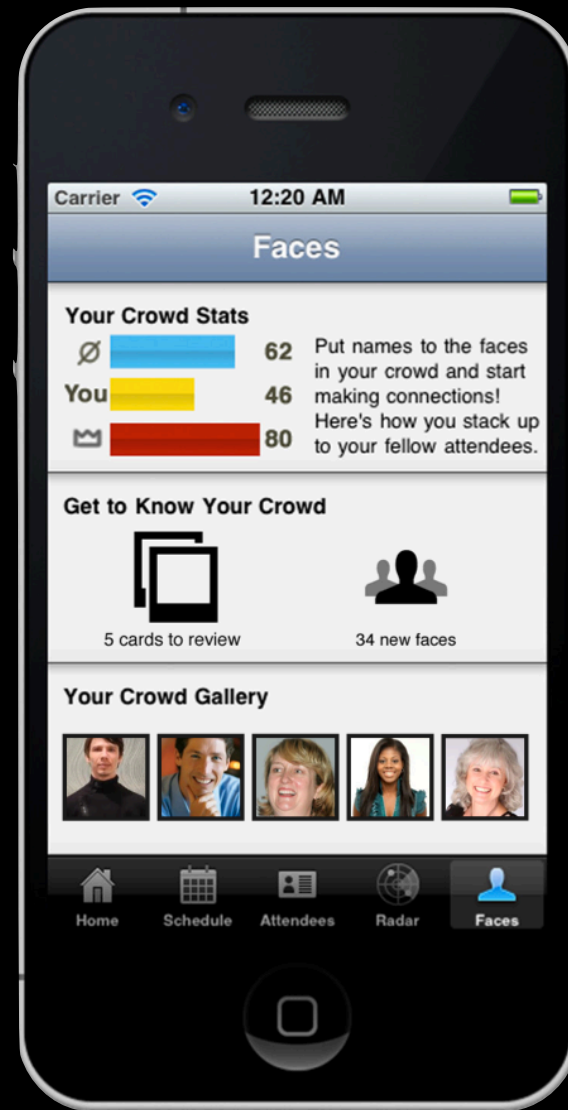 Carrier 12:20 AM
Faces
Your Crowd Stats
Ø 62
You 46
80
Put names to the faces
in your crowd and start
making connections!
Here's how you stack up
to your fellow attendees.
Get to Know Your Crowd
5 cards to review 34 new faces
Your Crowd Gallery
Home Schedule Attendees Radar Faces